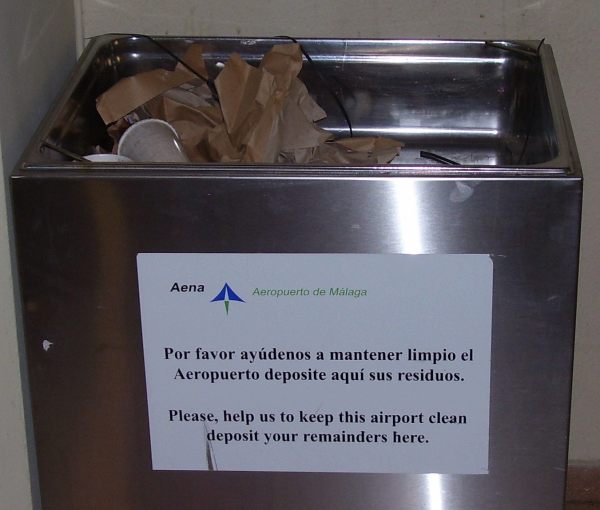 Aena Aeropuerto de Málaga
Por favor ayúdenos a mantener limpio el
Aeropuerto deposite aquí sus residuos.
Please, help us to keep this airport clean
deposit your remainders here.